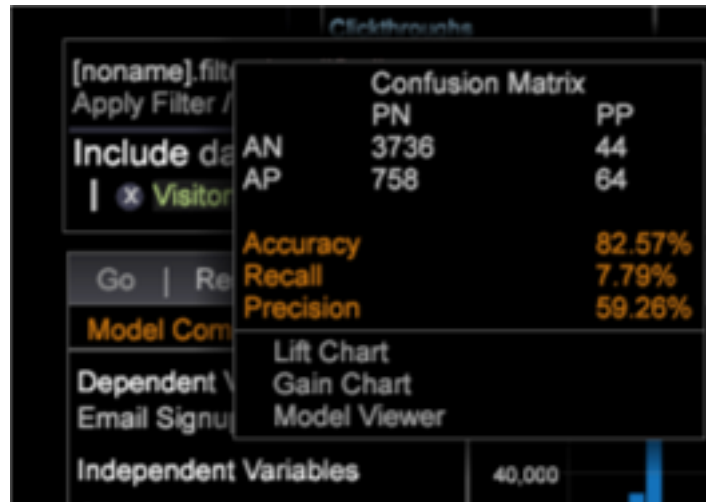 Clickthroughs
[noname].filte
Apply Filter /
Include da
x Visitor
Confusion Matrix
PN PP
AN 3736 44
AP 758 64
Accuracy 82.57%
Recall 7.79%
Precision 59.26%
Lift Chart
Gain Chart
Model Viewer
Go | Re
Model Com
Dependent V
Email Signu
Independent Variables
40,000